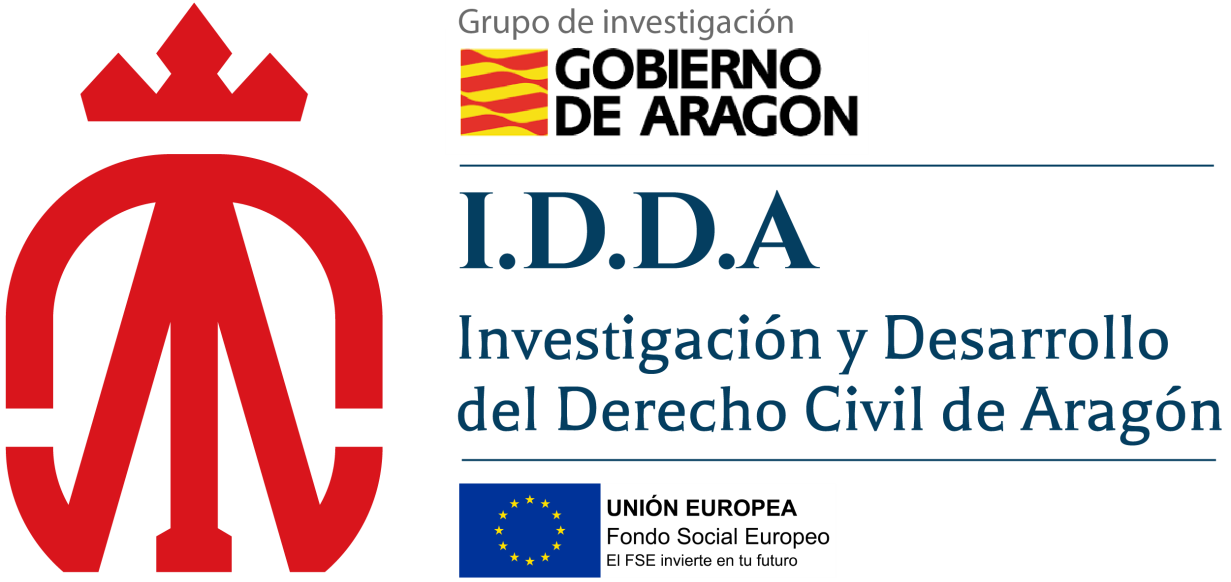 Grupo de investigación
GOBIERNO
DE ARAGON
I.D.D.A
Investigación y Desarrollo
del Derecho Civil de Aragón
UNIÓN EUROPEA
Fondo Social Europeo
El FSE invierte en tu futuro